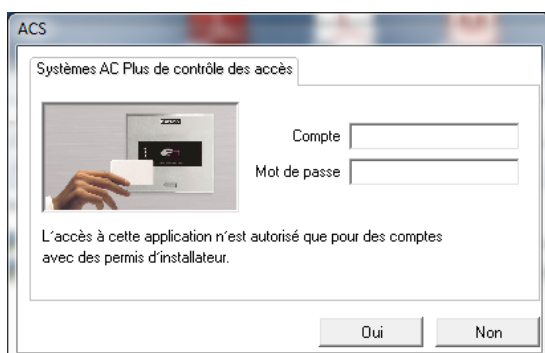 ACS
Systèmes AC Plus de contrôle des accès
Compte
Mot de passe
L´accès à cette application n´est autorisé que pour des comptes
avec des permis d´installateur.
Oui
Non